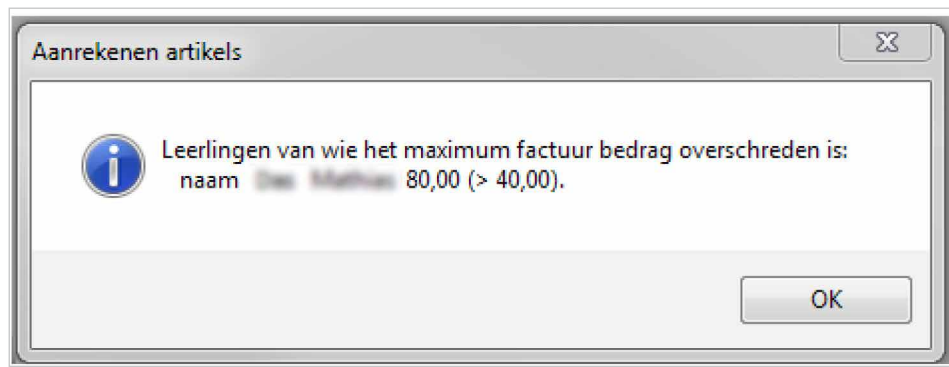 Aanrekenen artikels
Leerlingen van wie het maximum factuur bedrag overschreden is:
naam 80,00 (> 40,00).
OK